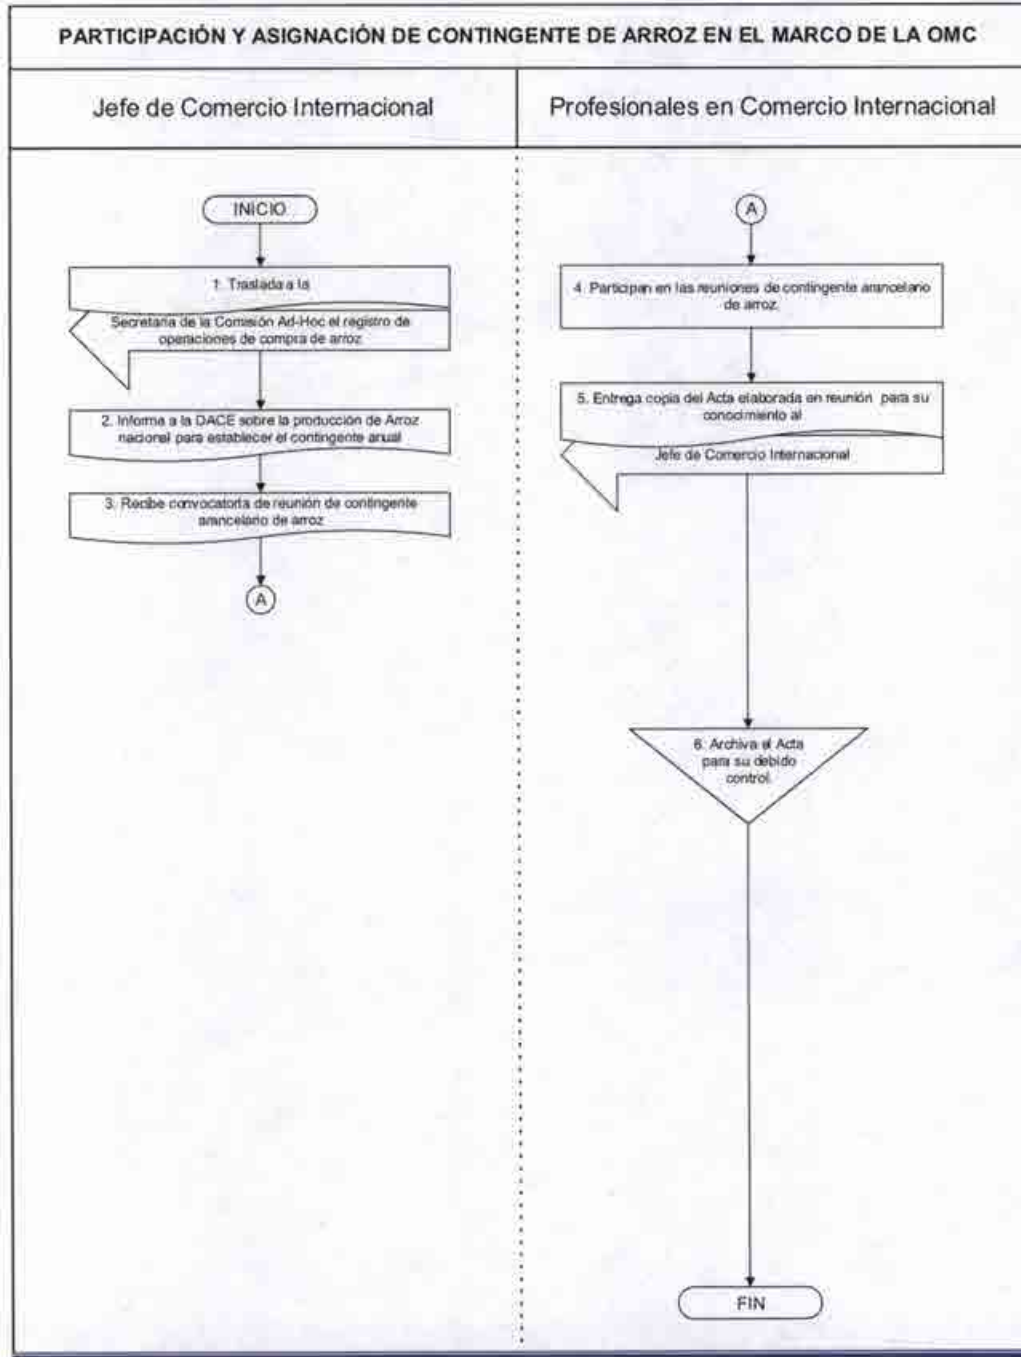 PARTICIPACIÓN Y ASIGNACIÓN DE CONTINGENTE DE ARROZ EN EL MARCO DE LA OMC
Jefe de Comercio Internacional
Profesionales en Comercio Internacional
INICIO
1. Traslada a la
Secretaria de la Comisión Ad-Hoc el registro de
operaciones de compra de arroz
2. Informa a la DACE sobre la producción de Arroz
nacional para establecer el contingente anual
3. Recibe convocatoria de reunión de contingente
arancelario de arroz
A
A
4. Participan en las reuniones de contingente arancelario
de arroz.
5. Entrega copia del Acta elaborada en reunión para su
conocimiento al
Jefe de Comercio Internacional
6. Archiva el Acta
para su debido
control.
FIN